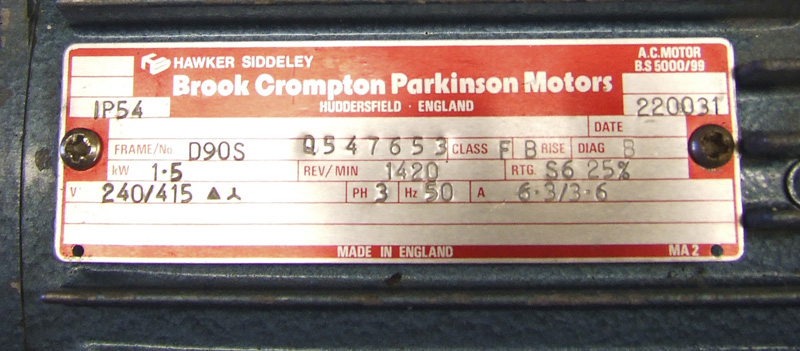 HAWKER SIDDELEY
A.C. MOTOR
B.S 5000/99
Brook Crompton Parkinson Motors
HUDDERSFIELD · ENGLAND
IP54
220031
DATE
FRAME/No. D90S Q547653 CLASS F B RISE DIAG 8
kW 1·5 REV/MIN 1420 RTG. S6 25%
V 240/415 ▲ ⅄ PH 3 Hz 50 A 6·3/3·6
MADE IN ENGLAND
MA 2